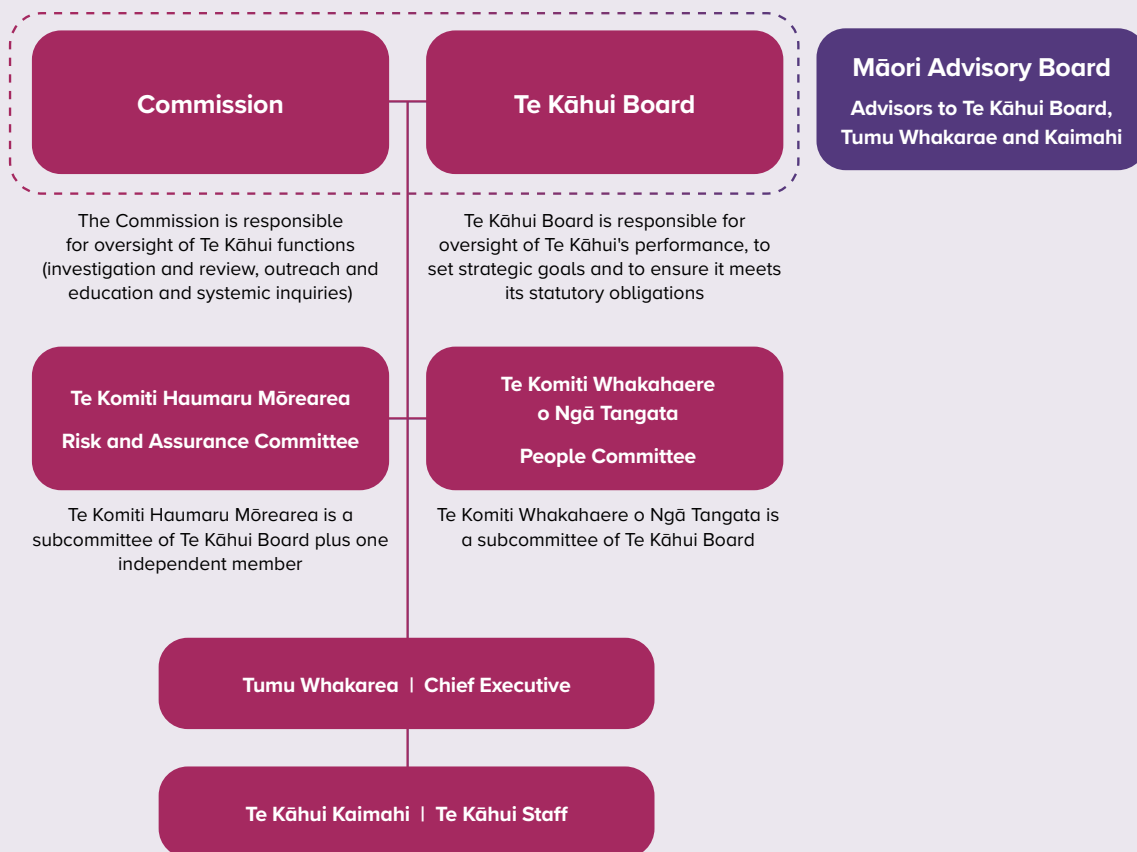 Commission
Te Kāhui Board
Māori Advisory Board
Advisors to Te Kāhui Board,
Tumu Whakarae and Kaimahi
The Commission is responsible
for oversight of Te Kāhui functions
(investigation and review, outreach and
education and systemic inquiries)
Te Kāhui Board is responsible for
oversight of Te Kāhui's performance, to
set strategic goals and to ensure it meets
its statutory obligations
Te Komiti Haumaru Mōrearea
Risk and Assurance Committee
Te Komiti Whakahaere
o Ngā Tangata
People Committee
Te Komiti Haumaru Mōrearea is a
subcommittee of Te Kāhui Board plus one
independent member
Te Komiti Whakahaere o Ngā Tangata is
a subcommittee of Te Kāhui Board
Tumu Whakarea | Chief Executive
Te Kāhui Kaimahi | Te Kāhui Staff